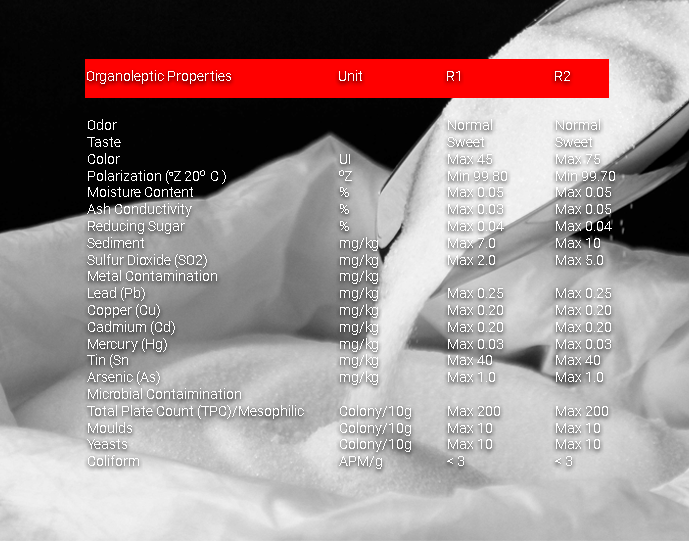 Organoleptic Properties Unit R1 R2
Odor Normal Normal
Taste Sweet Sweet
Color UI Max 45 Max 75
Polarization (ºZ 20º C ) ºZ Min 99.80 Min 99.70
Moisture Content % Max 0.05 Max 0.05
Ash Conductivity % Max 0.03 Max 0.05
Reducing Sugar % Max 0.04 Max 0.04
Sediment mg/kg Max 7.0 Max 10
Sulfur Dioxide (SO2) mg/kg Max 2.0 Max 5.0
Metal Contamination mg/kg
Lead (Pb) mg/kg Max 0.25 Max 0.25
Copper (Cu) mg/kg Max 0.20 Max 0.20
Cadmium (Cd) mg/kg Max 0.20 Max 0.20
Mercury (Hg) mg/kg Max 0.03 Max 0.03
Tin (Sn mg/kg Max 40 Max 40
Arsenic (As) mg/kg Max 1.0 Max 1.0
Microbial Contaimination
Total Plate Count (TPC)/Mesophilic Colony/10g Max 200 Max 200
Moulds Colony/10g Max 10 Max 10
Yeasts Colony/10g Max 10 Max 10
Coliform APM/g < 3 < 3